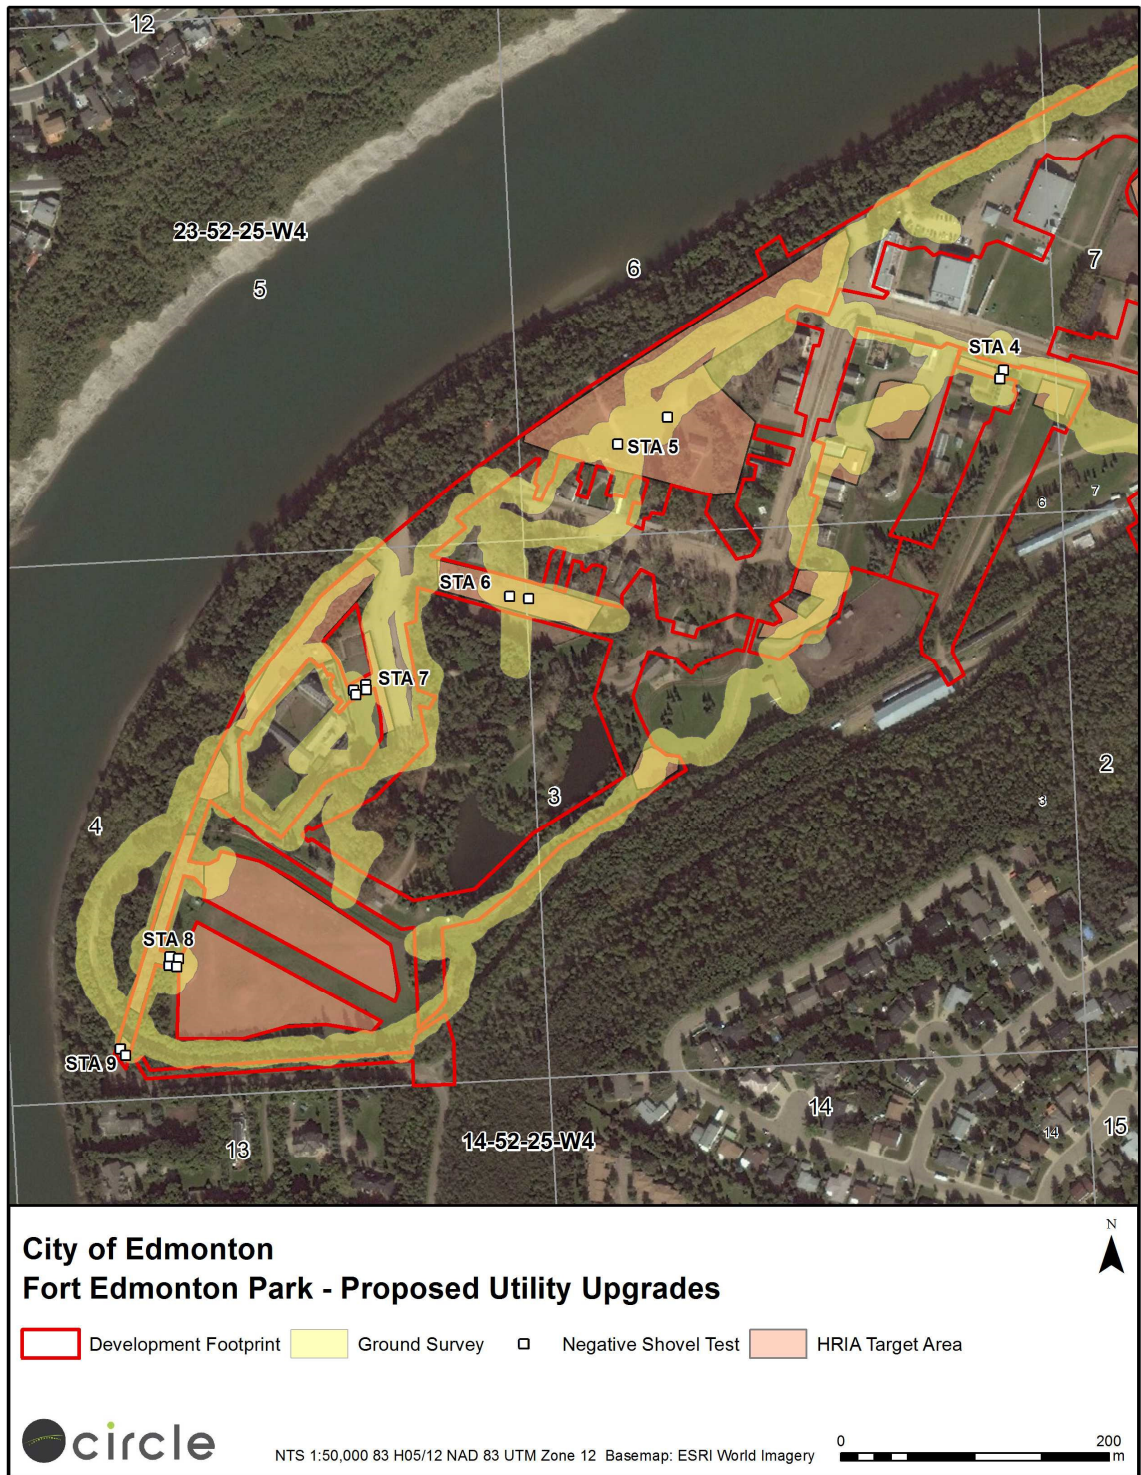 12
23-52-25-W4
5
6
7
STA 4
STA 5
6
7
STA 6
STA 7
2
3
3
4
STA 8
STA 9
14
14
15
13
14-52-25-W4
City of Edmonton
N
Fort Edmonton Park - Proposed Utility Upgrades
Development Footprint
Ground Survey
Negative Shovel Test
HRIA Target Area
circle
NTS 1:50,000 83 H05/12 NAD 83 UTM Zone 12 Basemap: ESRI World Imagery
0
200
m